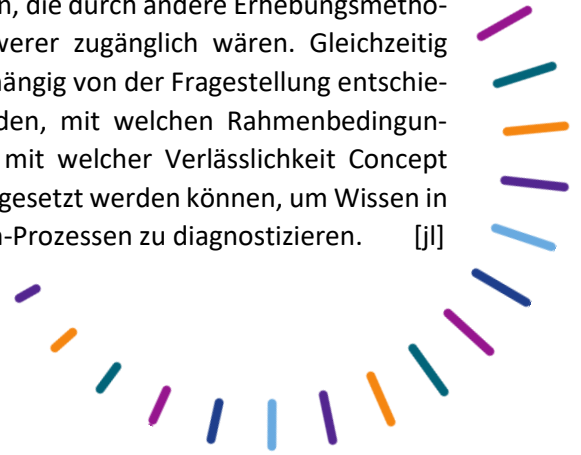 n, die durch andere Erhebungsmetho-
werer zugänglich wären. Gleichzeitig
hängig von der Fragestellung entschie-
den, mit welchen Rahmenbedingun-
mit welcher Verlässlichkeit Concept
gesetzt werden können, um Wissen in
-Prozessen zu diagnostizieren. [jl]